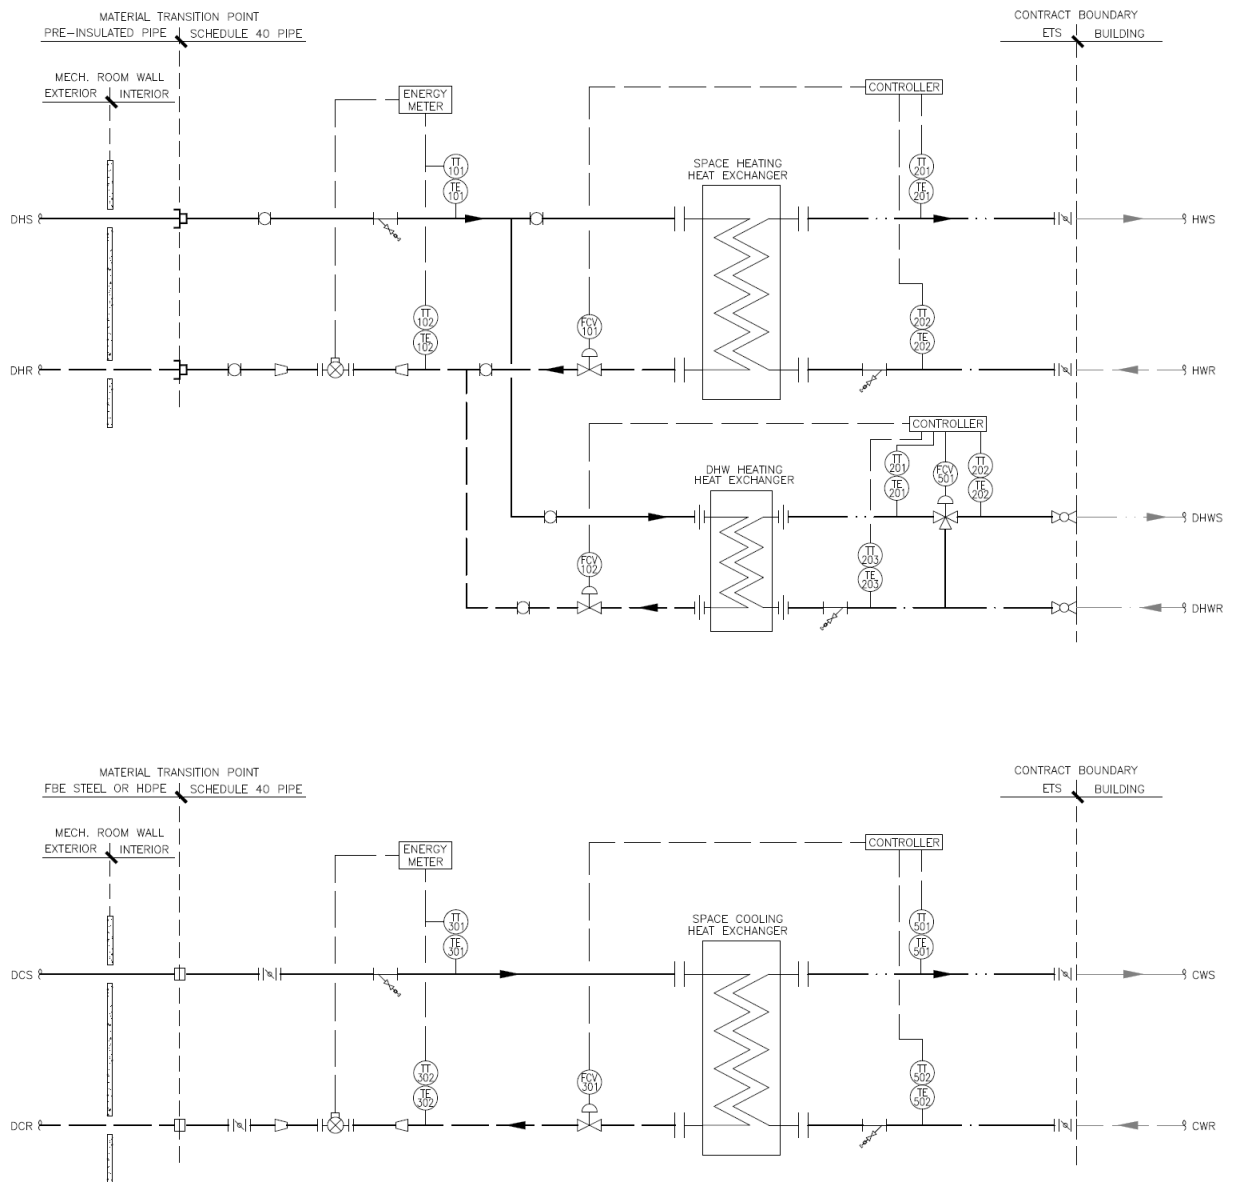 MATERIAL TRANSITION POINT
PRE-INSULATED PIPE
SCHEDULE 40 PIPE
CONTRACT BOUNDARY
ETS
BUILDING
MECH. ROOM WALL
EXTERIOR
INTERIOR
ENERGY
METER
CONTROLLER
TT
101
TE
101
SPACE HEATING
HEAT EXCHANGER
TT
201
TE
201
DHS
HWS
TT
102
TE
102
FCV
101
TT
202
TE
202
DHR
HWR
CONTROLLER
DHW HEATING
HEAT EXCHANGER
TT
201
TE
201
FCV
501
TT
202
TE
202
DHWS
FCV
102
TT
203
TE
203
DHWR
MATERIAL TRANSITION POINT
FBE STEEL OR HDPE
SCHEDULE 40 PIPE
CONTRACT BOUNDARY
ETS
BUILDING
MECH. ROOM WALL
EXTERIOR
INTERIOR
ENERGY
METER
CONTROLLER
TT
301
TE
301
SPACE COOLING
HEAT EXCHANGER
TT
501
TE
501
DCS
CWS
TT
302
TE
302
FCV
301
TT
502
TE
502
DCR
CWR